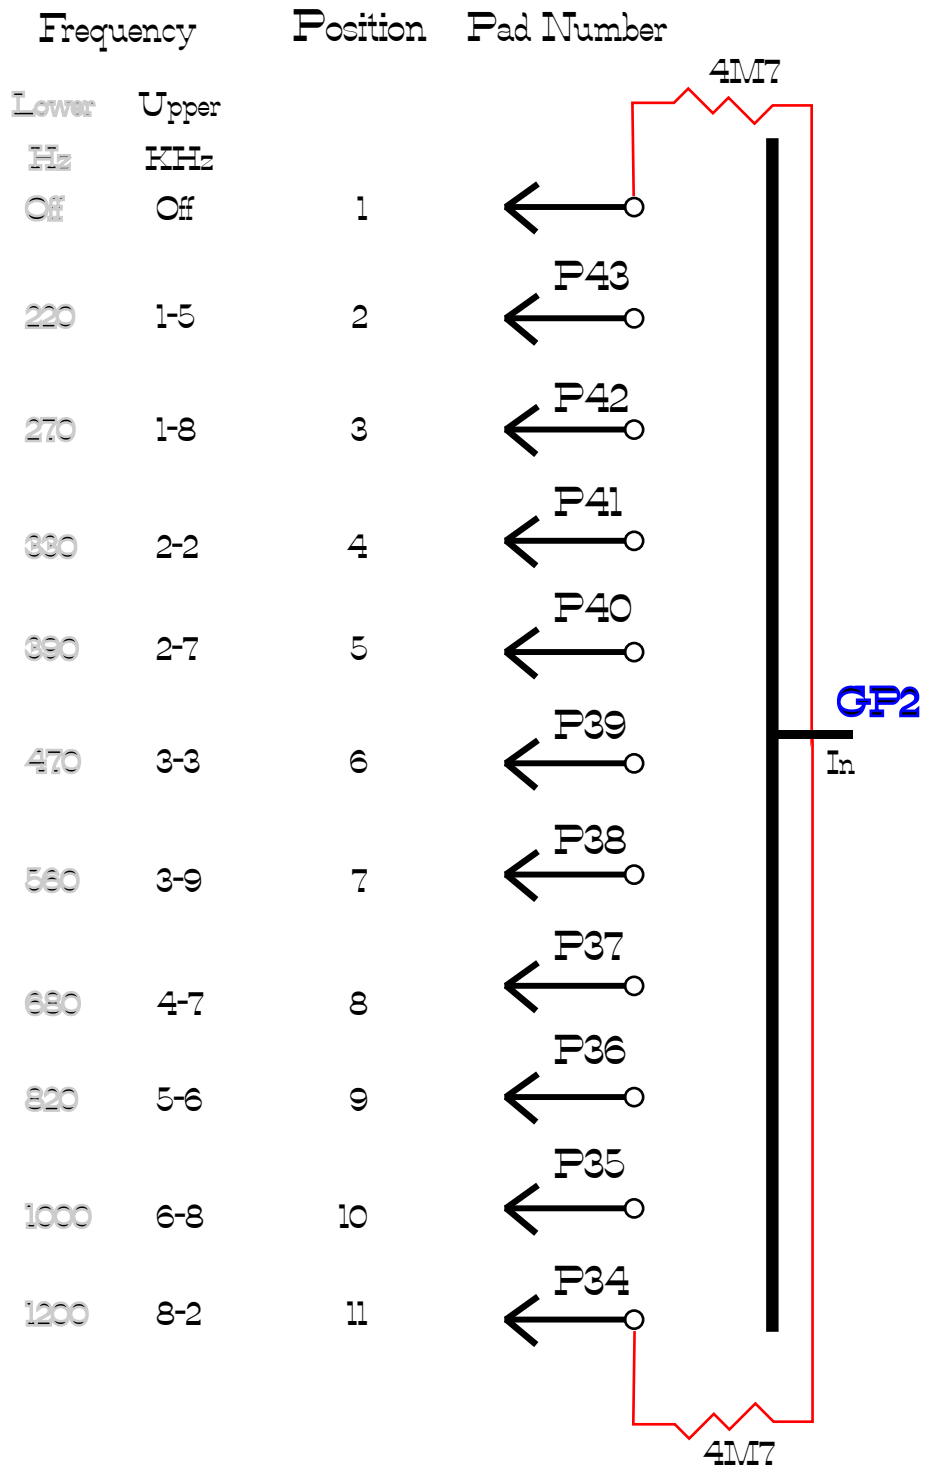 Frequency Position Pad Number
4M7
Lower Upper
Hz KHz
Off Off 1
P43
220 1-5 2
P42
270 1-8 3
P41
330 2-2 4
P40
390 2-7 5
GP2
P39
470 3-3 6 In
P38
560 3-9 7
P37
680 4-7 8
P36
820 5-6 9
P35
1000 6-8 10
P34
1200 8-2 11
4M7